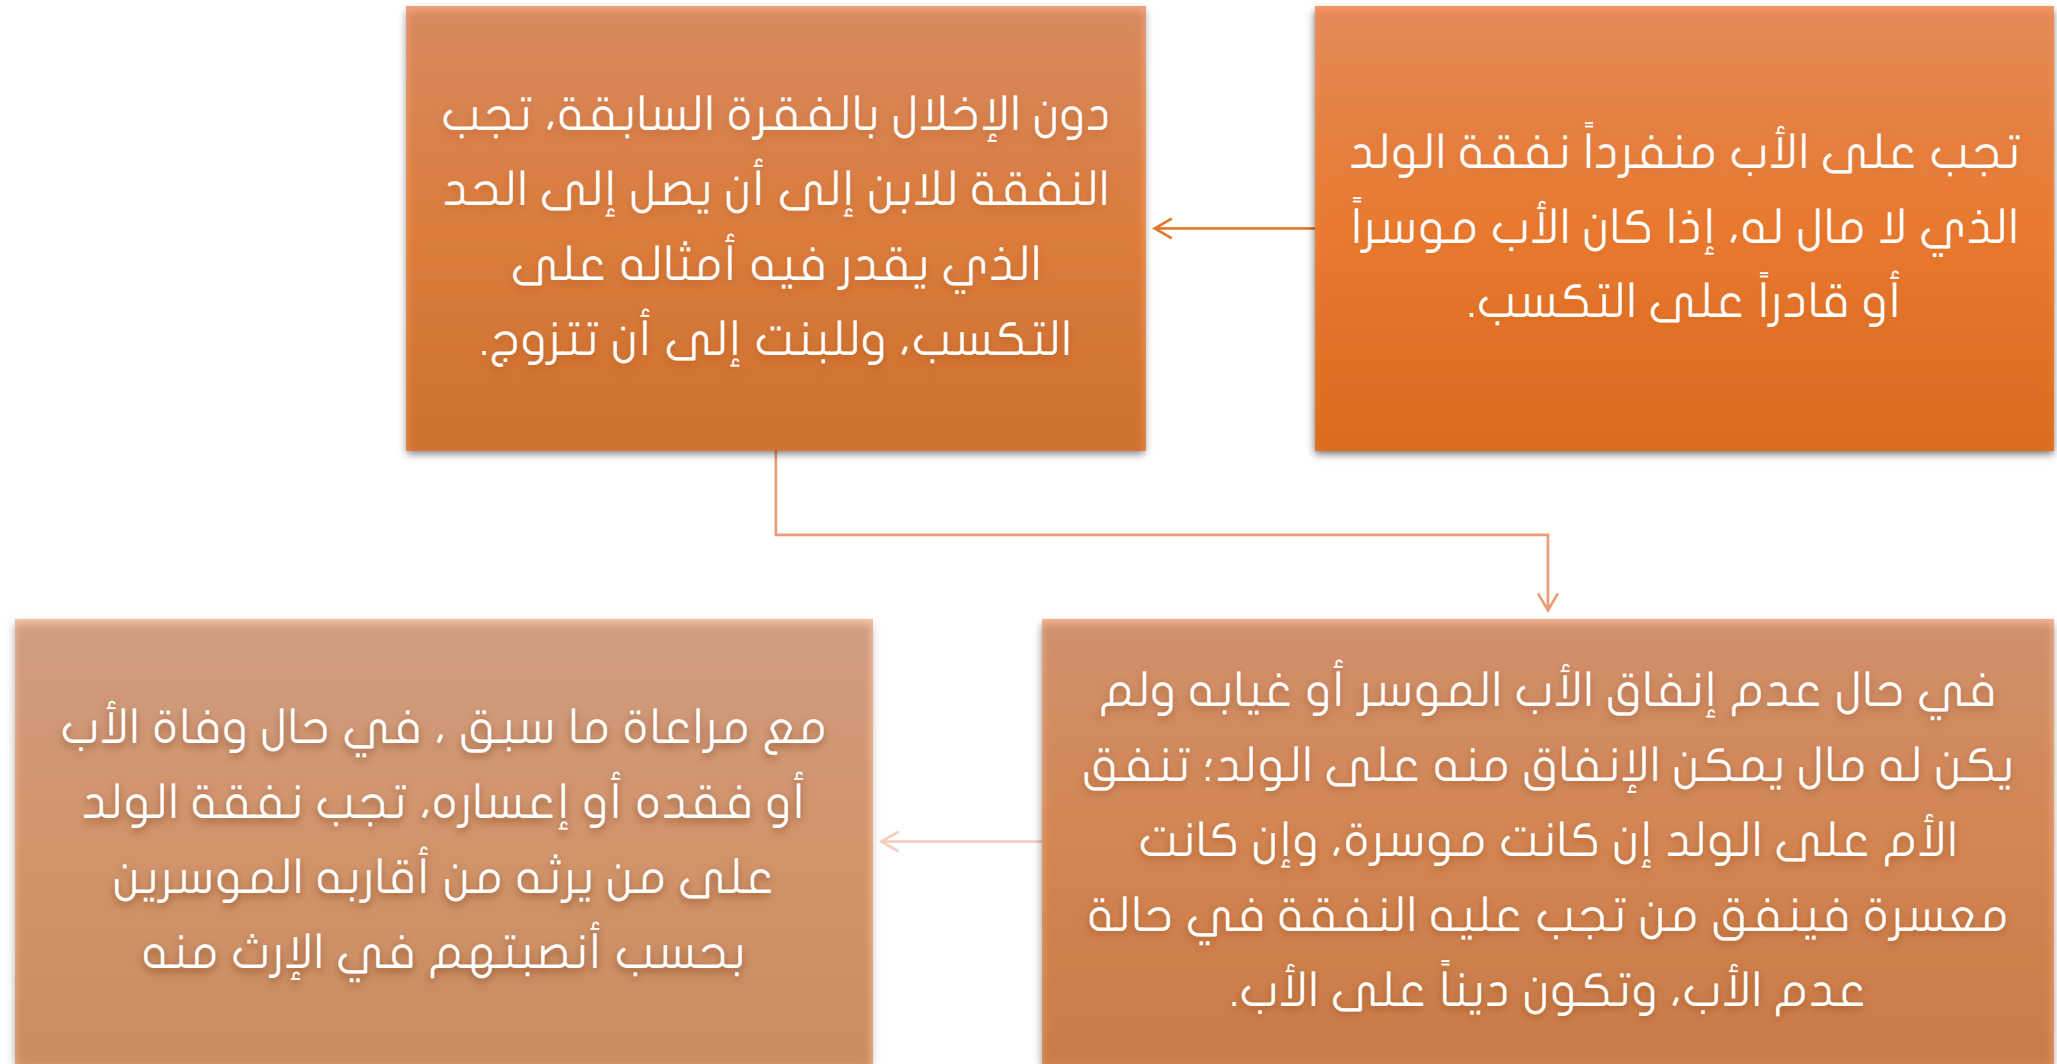 تجب على الأب منفرداً نفقة الولد
الذي لا مال له، إذا كان الأب موسراً
أو قادراً على التكسب.
دون الإخلال بالفقرة السابقة، تجب
النفقة للابن إلى أن يصل إلى الحد
الذي يقدر فيه أمثاله على
التكسب، وللبنت إلى أن تتزوج.
في حال عدم إنفاق الأب الموسر أو غيابه ولم
يكن له مال يمكن الإنفاق منه على الولد؛ تنفق
الأم على الولد إن كانت موسرة، وإن كانت
معسرة فينفق من تجب عليه النفقة في حالة
عدم الأب، وتكون ديناً على الأب.
مع مراعاة ما سبق ، في حال وفاة الأب
أو فقده أو إعساره، تجب نفقة الولد
على من يرثه من أقاربه الموسرين
بحسب أنصبتهم في الإرث منه